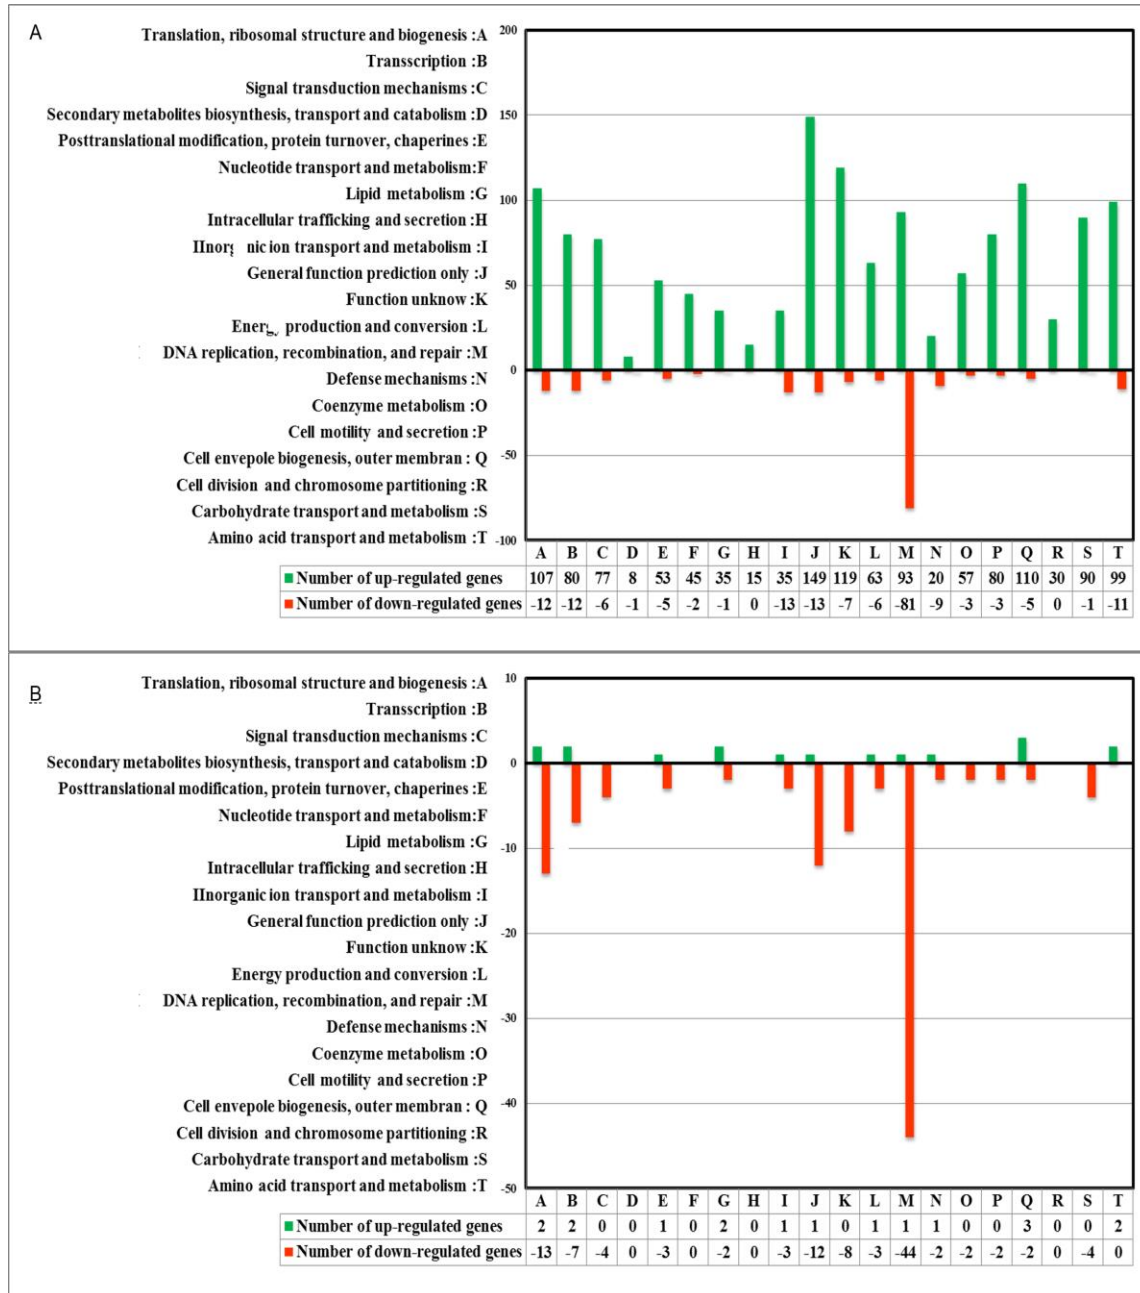 A
Translation, ribosomal structure and biogenesis :A
Transscription :B
Signal transduction mechanisms :C
Secondary metabolites biosynthesis, transport and catabolism :D
Posttranslational modification, protein turnover, chaperines :E
Nucleotide transport and metabolism:F
Lipid metabolism :G
Intracellular trafficking and secretion :H
IInorganic ion transport and metabolism :I
General function prediction only :J
Function unknow :K
Energy production and conversion :L
DNA replication, recombination, and repair :M
Defense mechanisms :N
Coenzyme metabolism :O
Cell motility and secretion :P
Cell envepole biogenesis, outer membran : Q
Cell division and chromosome partitioning :R
Carbohydrate transport and metabolism :S
Amino acid transport and metabolism :T
200
150
100
50
0
-50
-100
A B C D E F G H I J K L M N O P Q R S T
Number of up-regulated genes 107 80 77 8 53 45 35 15 35 149 119 63 93 20 57 80 110 30 90 99
Number of down-regulated genes -12 -12 -6 -1 -5 -2 -1 0 -13 -13 -7 -6 -81 -9 -3 -3 -5 0 -1 -11
B
Translation, ribosomal structure and biogenesis :A
Transscription :B
Signal transduction mechanisms :C
Secondary metabolites biosynthesis, transport and catabolism :D
Posttranslational modification, protein turnover, chaperines :E
Nucleotide transport and metabolism:F
Lipid metabolism :G
Intracellular trafficking and secretion :H
IInorganic ion transport and metabolism :I
General function prediction only :J
Function unknow :K
Energy production and conversion :L
DNA replication, recombination, and repair :M
Defense mechanisms :N
Coenzyme metabolism :O
Cell motility and secretion :P
Cell envepole biogenesis, outer membran : Q
Cell division and chromosome partitioning :R
Carbohydrate transport and metabolism :S
Amino acid transport and metabolism :T
10
0
-10
-20
-30
-40
-50
A B C D E F G H I J K L M N O P Q R S T
Number of up-regulated genes 2 2 0 0 1 0 2 0 1 1 0 1 1 1 0 0 3 0 0 2
Number of down-regulated genes -13 -7 -4 0 -3 0 -2 0 -3 -12 -8 -3 -44 -2 -2 -2 -2 0 -4 0